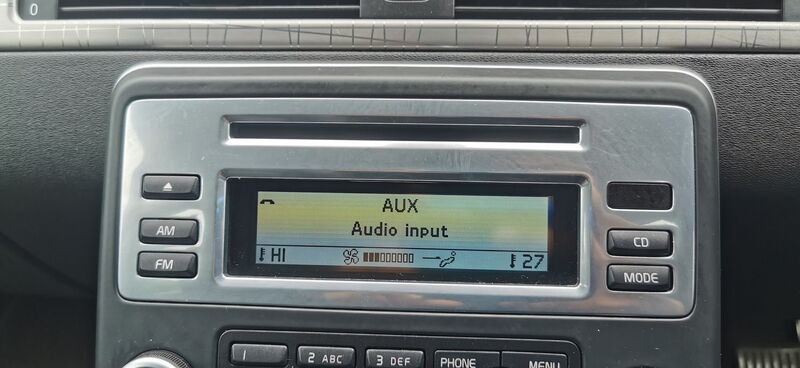 0
AUX
Audio input
HI 27
AM
FM
CD
MODE
1
2 ABC
3 DEF
PHONE
MENU